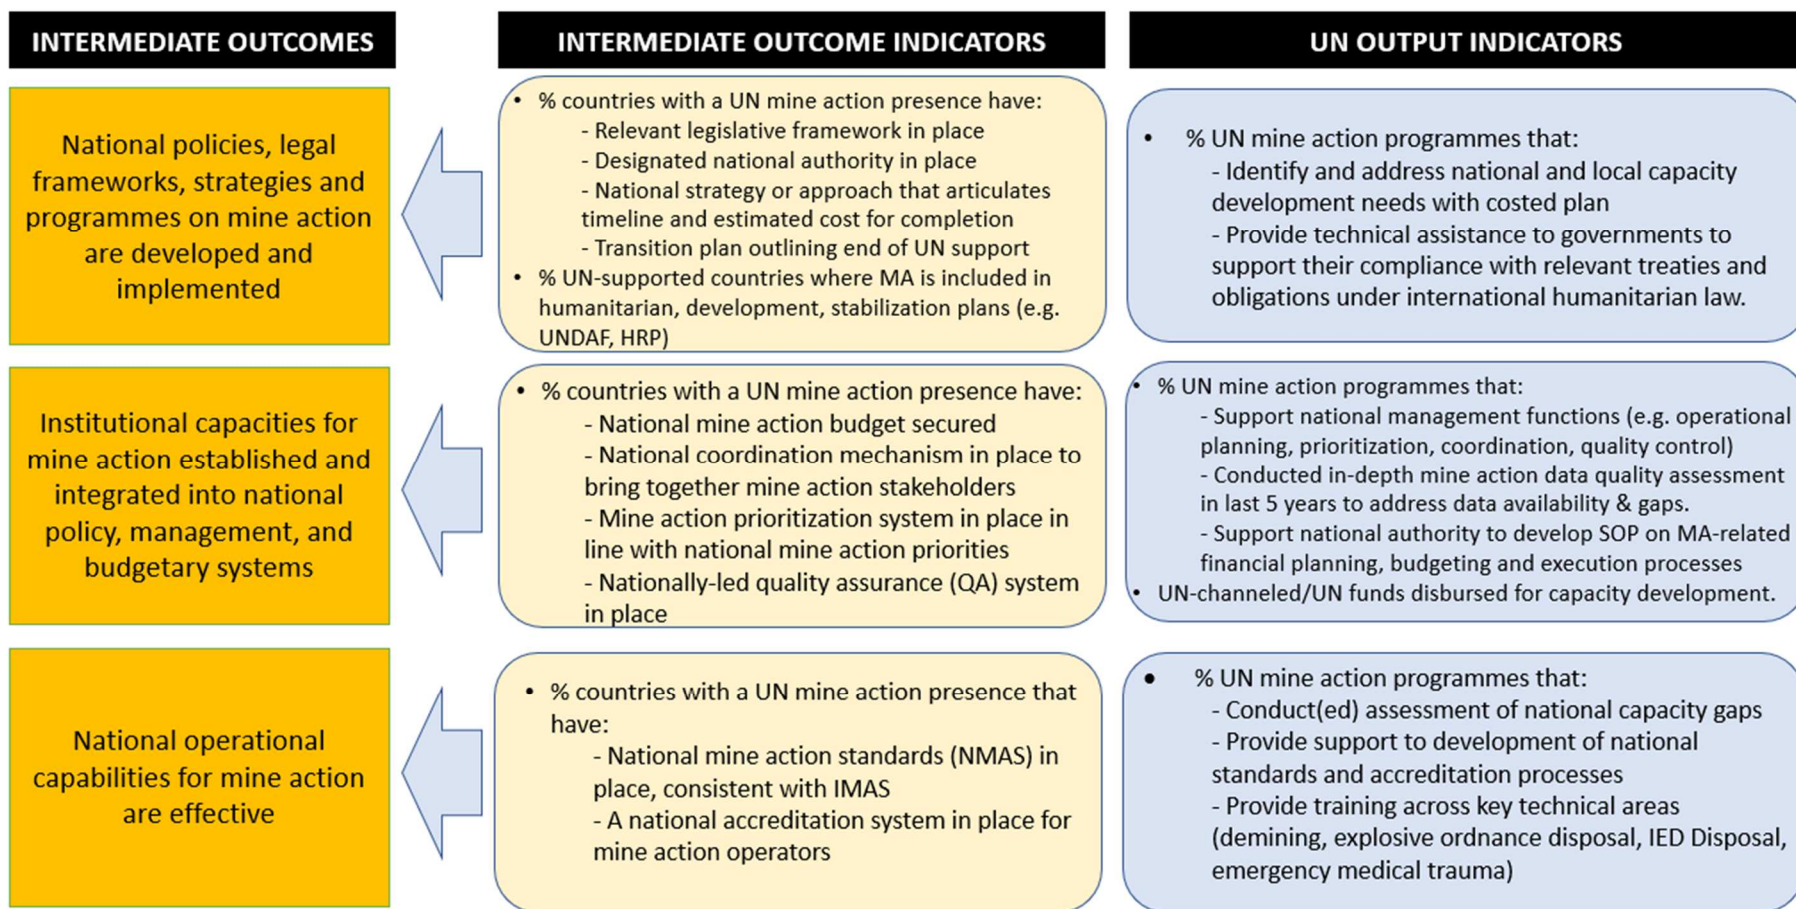 INTERMEDIATE OUTCOMES
INTERMEDIATE OUTCOME INDICATORS
UN OUTPUT INDICATORS
National policies, legal
frameworks, strategies and
programmes on mine action
are developed and
implemented
• % countries with a UN mine action presence have:
- Relevant legislative framework in place
- Designated national authority in place
- National strategy or approach that articulates
timeline and estimated cost for completion
- Transition plan outlining end of UN support
• % UN-supported countries where MA is included in
humanitarian, development, stabilization plans (e.g.
UNDAF, HRP)
• % UN mine action programmes that:
- Identify and address national and local capacity
development needs with costed plan
- Provide technical assistance to governments to
support their compliance with relevant treaties and
obligations under international humanitarian law.
Institutional capacities for
mine action established and
integrated into national
policy, management, and
budgetary systems
• % countries with a UN mine action presence have:
- National mine action budget secured
- National coordination mechanism in place to
bring together mine action stakeholders
- Mine action prioritization system in place in
line with national mine action priorities
- Nationally-led quality assurance (QA) system
in place
• % UN mine action programmes that:
- Support national management functions (e.g. operational
planning, prioritization, coordination, quality control)
- Conducted in-depth mine action data quality assessment
in last 5 years to address data availability & gaps.
- Support national authority to develop SOP on MA-related
financial planning, budgeting and execution processes
• UN-channeled/UN funds disbursed for capacity development.
National operational
capabilities for mine action
are effective
• % countries with a UN mine action presence that
have:
- National mine action standards (NMAS) in
place, consistent with IMAS
- A national accreditation system in place for
mine action operators
• % UN mine action programmes that:
- Conduct(ed) assessment of national capacity gaps
- Provide support to development of national
standards and accreditation processes
- Provide training across key technical areas
(demining, explosive ordnance disposal, IED Disposal,
emergency medical trauma)